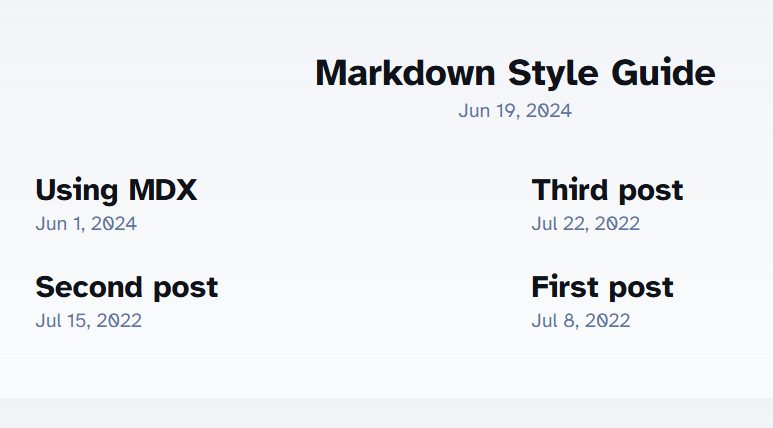 Markdown Style Guide
Jun 19, 2024
Using MDX
Jun 1, 2024
Third post
Jul 22, 2022
Second post
Jul 15, 2022
First post
Jul 8, 2022